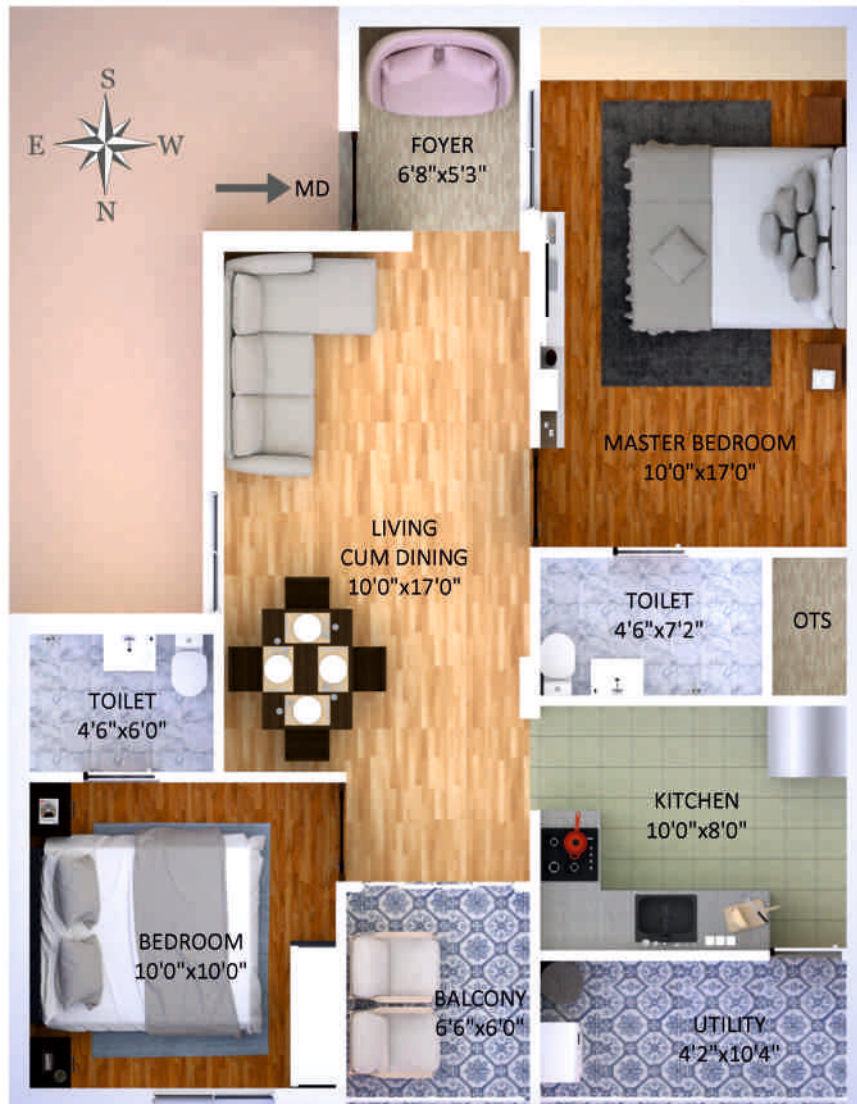 S
E
W
N
MD
FOYER
6'8"x5'3"
MASTER BEDROOM
10'0"x17'0"
LIVING
CUM DINING
10'0"x17'0"
TOILET
4'6"x7'2"
OTS
TOILET
4'6"x6'0"
KITCHEN
10'0"x8'0"
BEDROOM
10'0"x10'0"
BALCONY
6'6"x6'0"
UTILITY
4'2"x10'4"